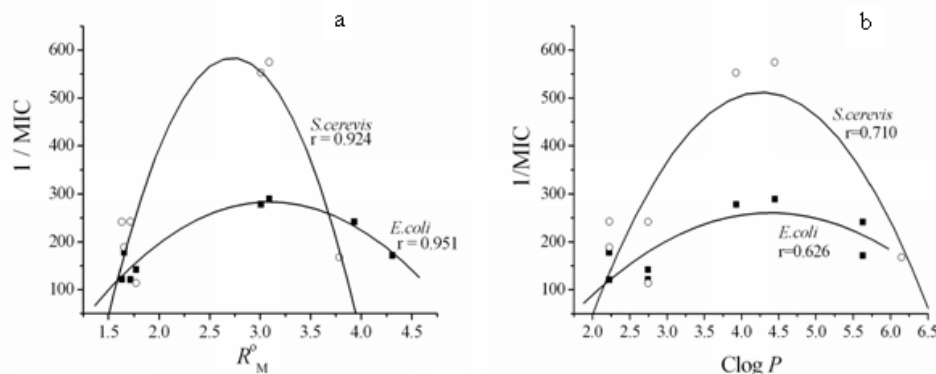 a
600
500
400
300
200
100
1 / MIC
S.cerevis
r = 0.924
E.coli
r = 0.951
1.5 2.0 2.5 3.0 3.5 4.0 4.5
R°M
b
600
500
400
300
200
100
1/MIC
S.cerevis
r=0.710
E.coli
r=0.626
2.0 2.5 3.0 3.5 4.0 4.5 5.0 5.5 6.0 6.5
Clog P